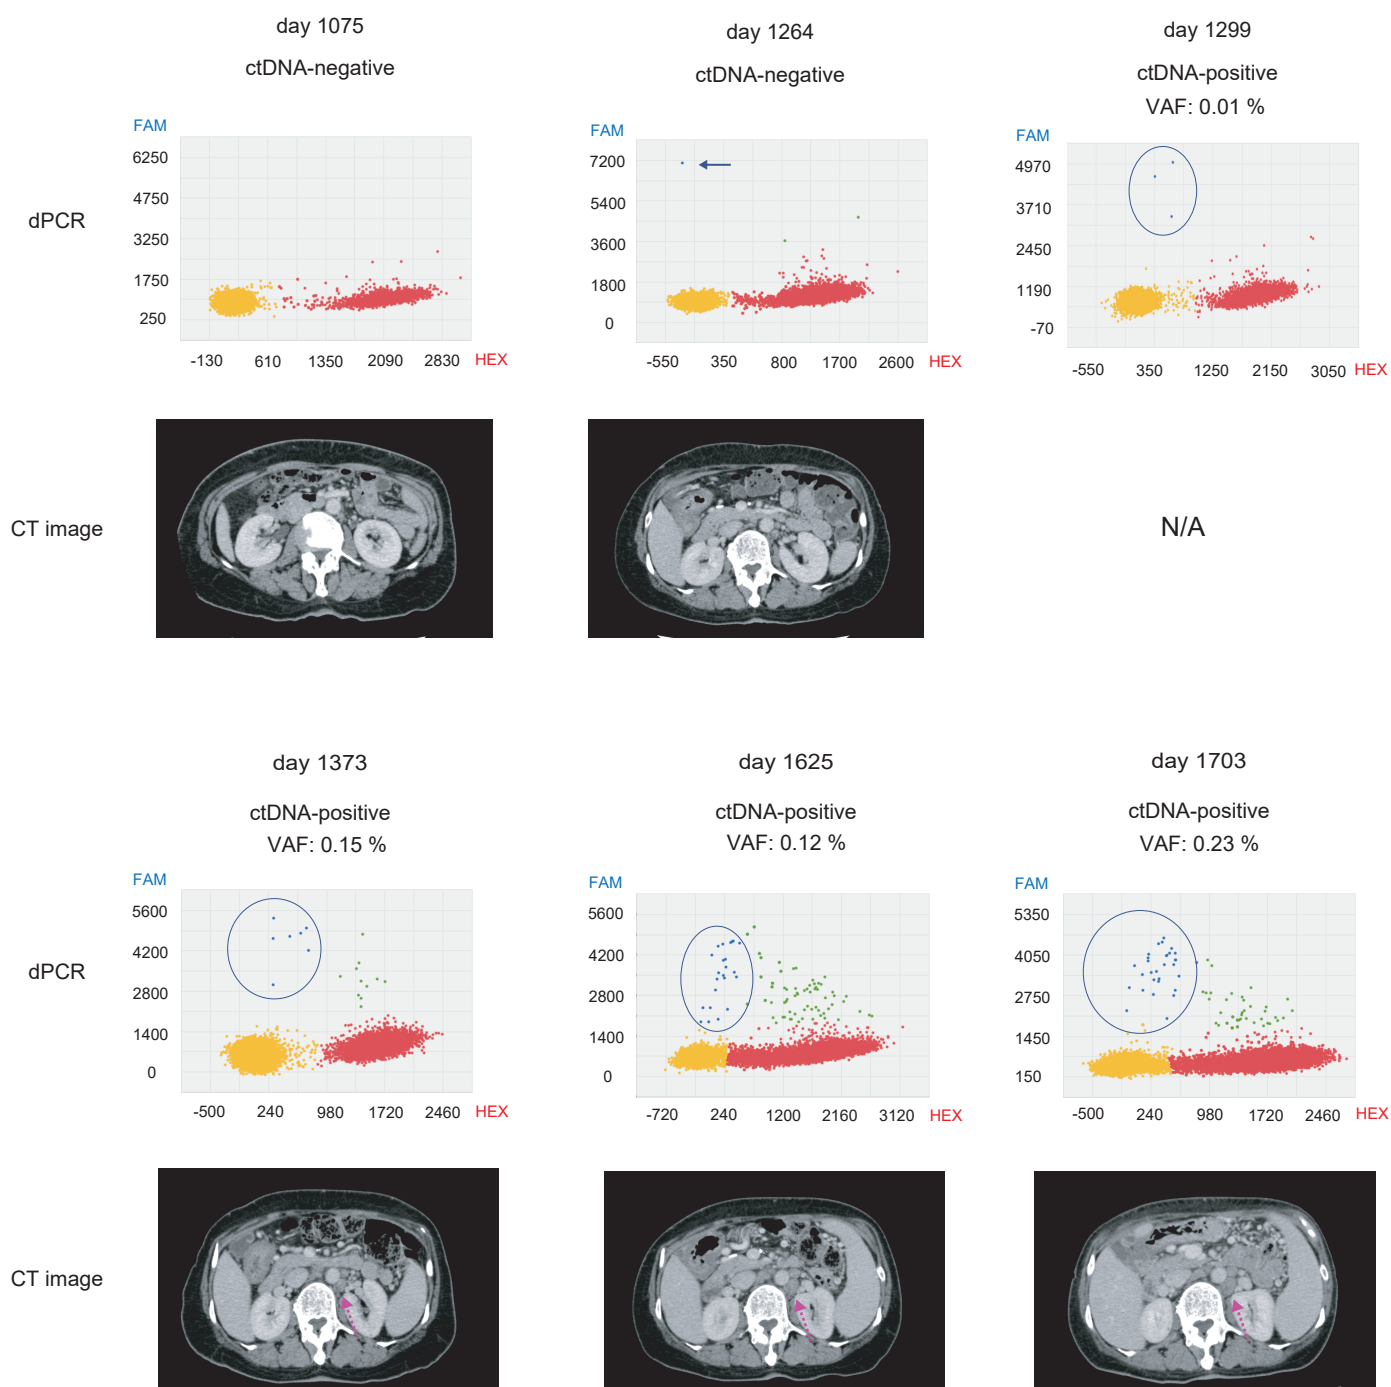 day 1075
day 1264
day 1299
ctDNA-negative
ctDNA-negative
ctDNA-positive
VAF: 0.01 %
dPCR
FAM
6250
4750
3250
1750
250
-130 610 1350 2090 2830 HEX
FAM
7200
5400
3600
1800
0
-550 350 800 1700 2600 HEX
FAM
4970
3710
2450
1190
-70
-550 350 1250 2150 3050 HEX
CT image
N/A
day 1373
day 1625
day 1703
ctDNA-positive
VAF: 0.15 %
ctDNA-positive
VAF: 0.12 %
ctDNA-positive
VAF: 0.23 %
dPCR
FAM
5600
4200
2800
1400
0
-500 240 980 1720 2460 HEX
FAM
5600
4200
2800
1400
0
-720 240 1200 2160 3120
FAM
5350
4050
2750
1450
150
-500 240 980 1720 2460 HEX
CT image